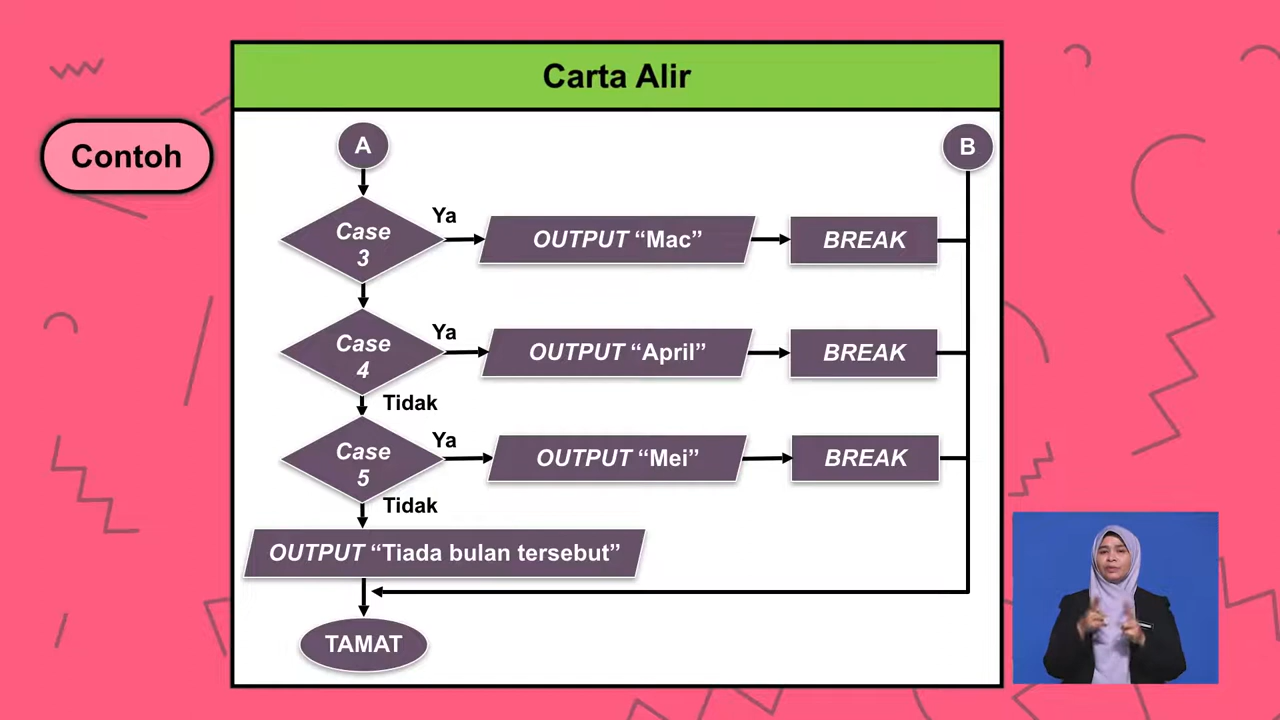 Carta Alir
Contoh
A
B
Case
3
Ya
OUTPUT “Mac”
BREAK
Case
4
Ya
OUTPUT “April”
BREAK
Tidak
Case
5
Ya
OUTPUT “Mei”
BREAK
Tidak
OUTPUT “Tiada bulan tersebut”
TAMAT